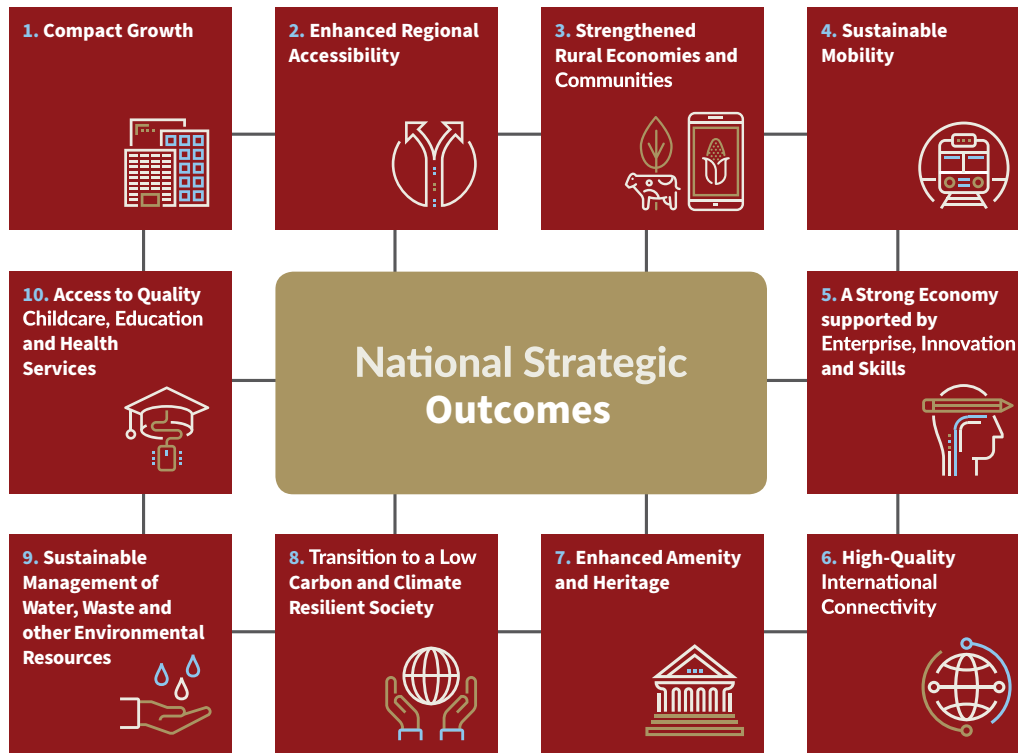 1. Compact Growth
2. Enhanced Regional
Accessibility
3. Strengthened
Rural Economies and
Communities
4. Sustainable
Mobility
10. Access to Quality
Childcare, Education
and Health
Services
National Strategic
Outcomes
5. A Strong Economy
supported by
Enterprise, Innovation
and Skills
9. Sustainable
Management of
Water, Waste and
other Environmental
Resources
8. Transition to a Low
Carbon and Climate
Resilient Society
7. Enhanced Amenity
and Heritage
6. High-Quality
International
Connectivity